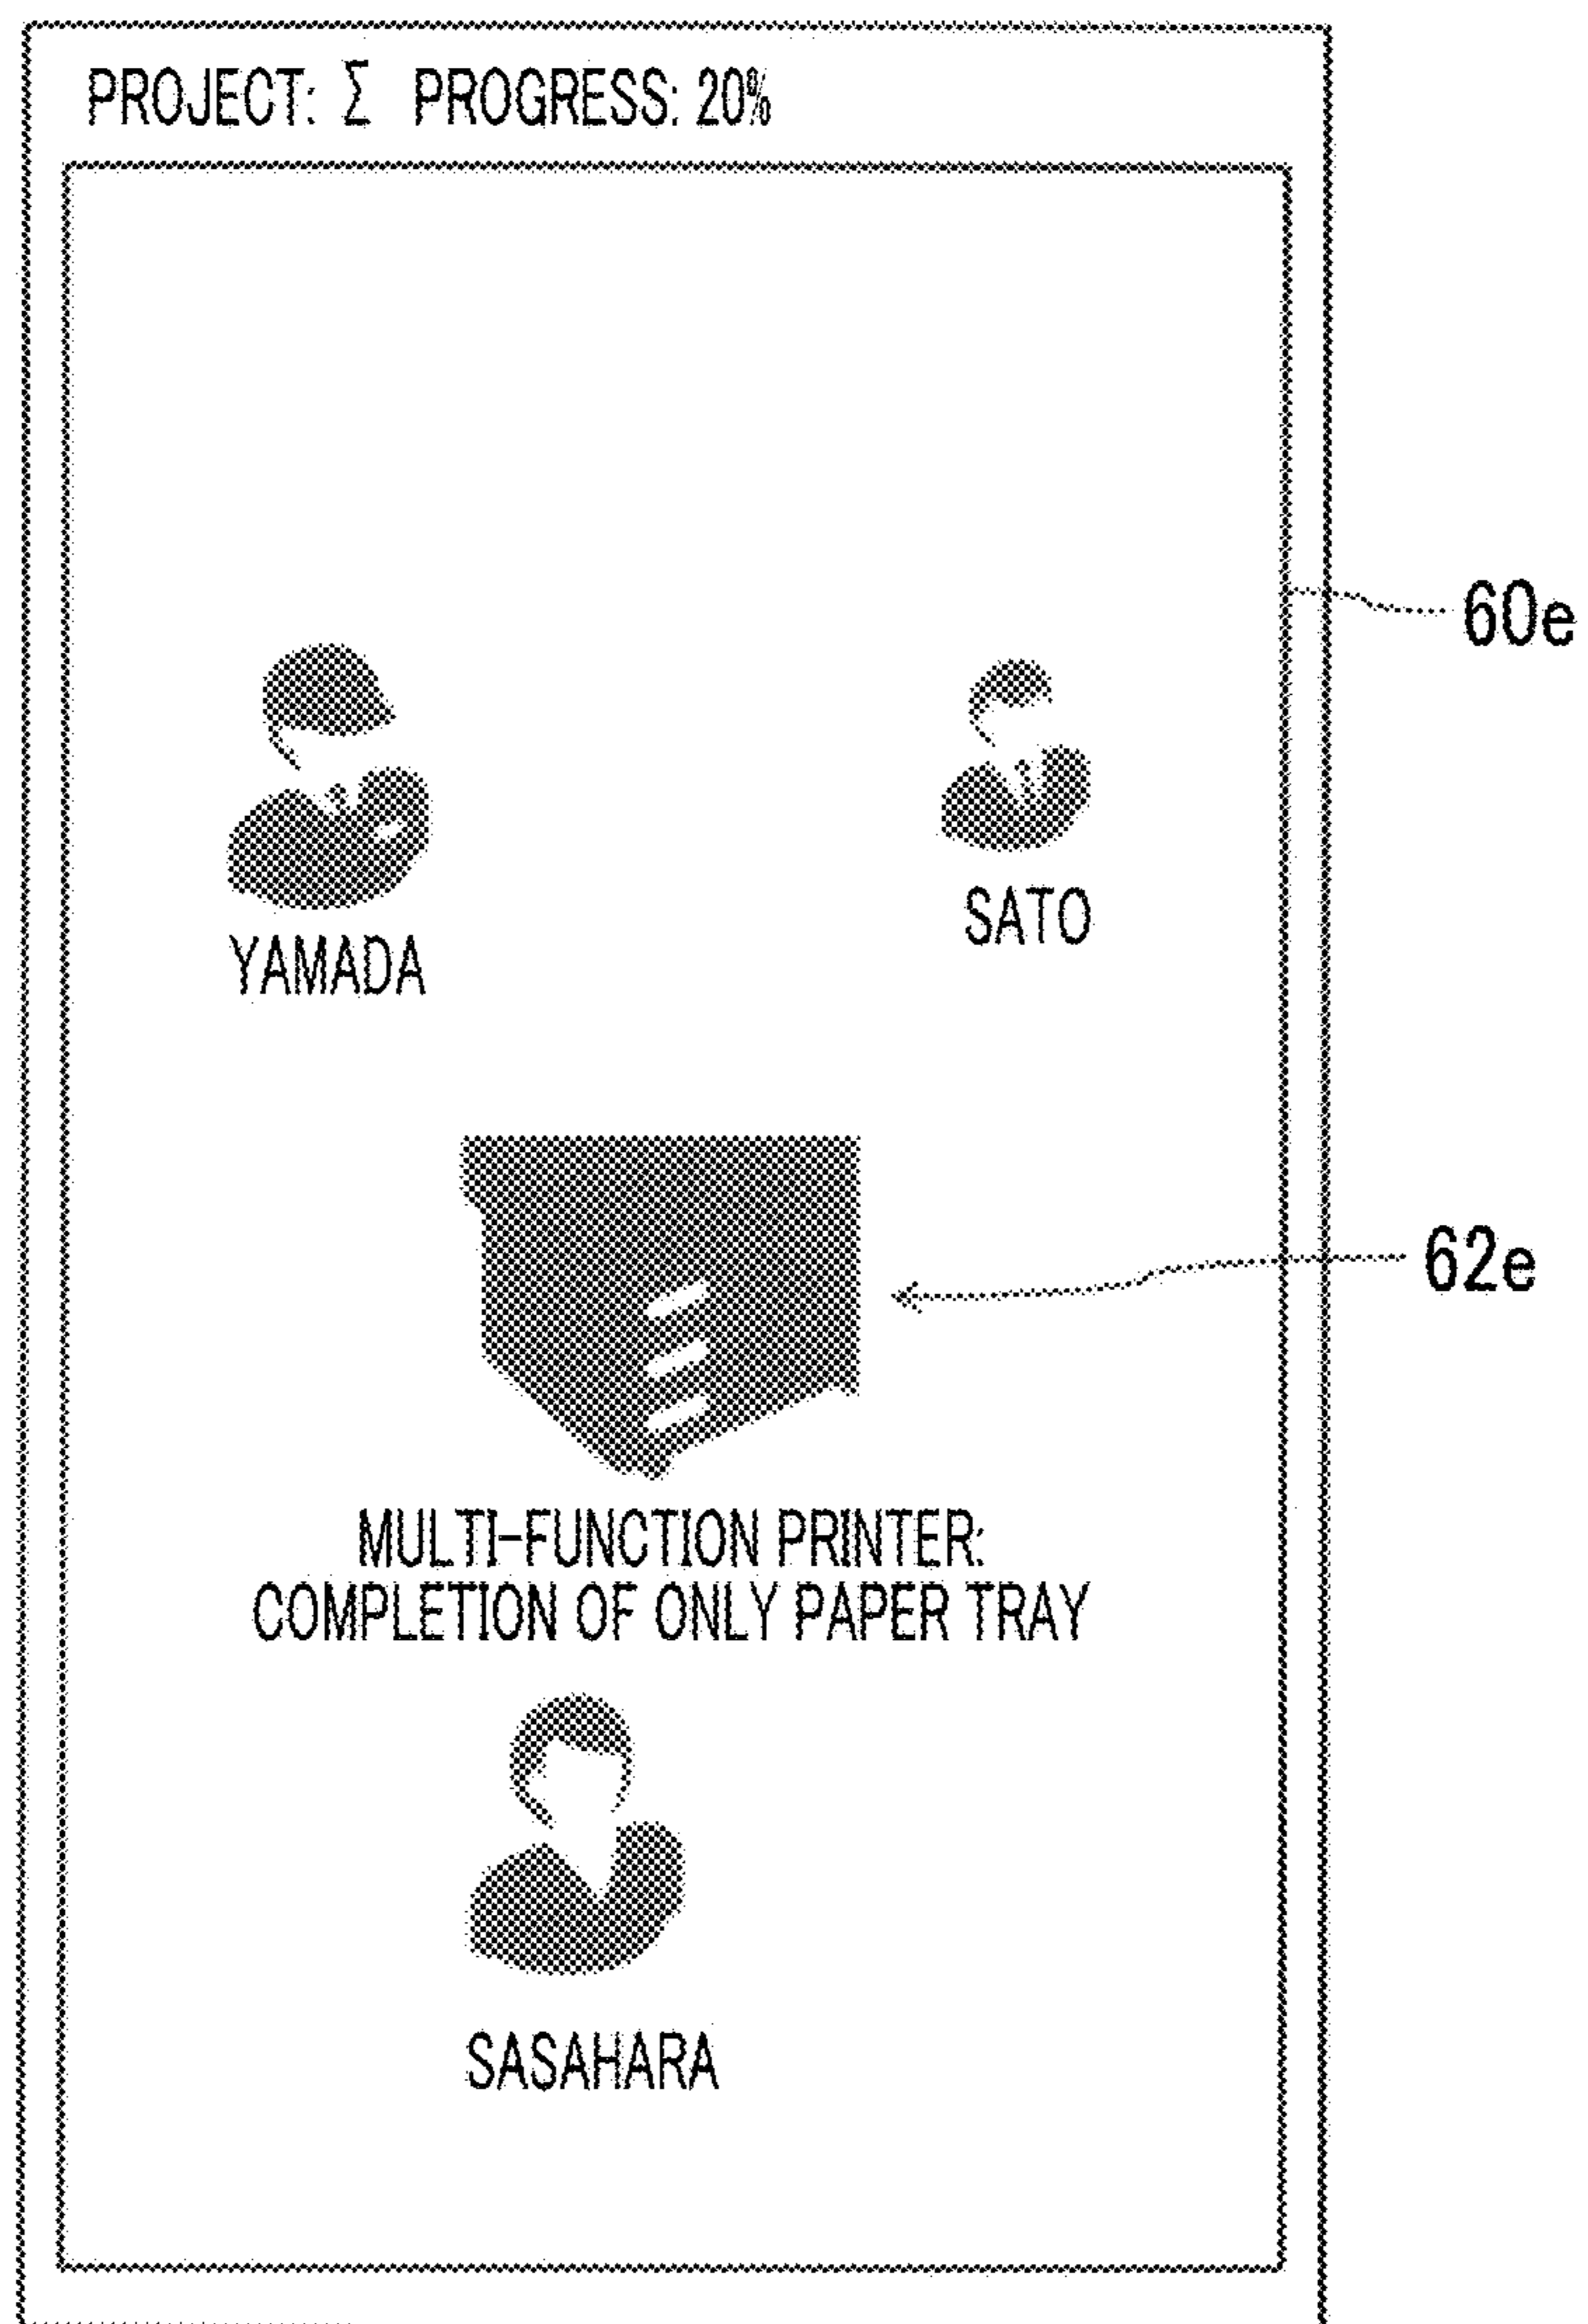 PROJECT: Σ PROGRESS: 20%
60e
YAMADA
SATO
62e
MULTI-FUNCTION PRINTER:
COMPLETION OF ONLY PAPER TRAY
SASAHARA